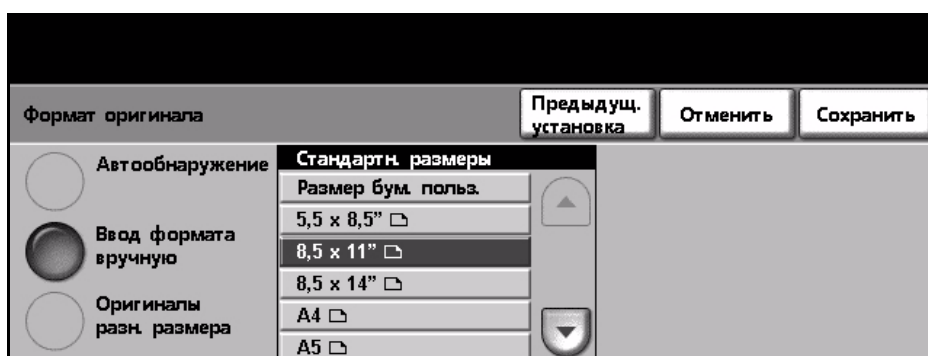 Формат оригинала
Предыдущ.
установка
Отменить
Сохранить
Автообнаружение
Ввод формата
вручную
Оригиналы
разн. размера
Стандартн. размеры
Размер бум. польз.
5,5 x 8,5”
8,5 x 11”
8,5 x 14”
A4
A5